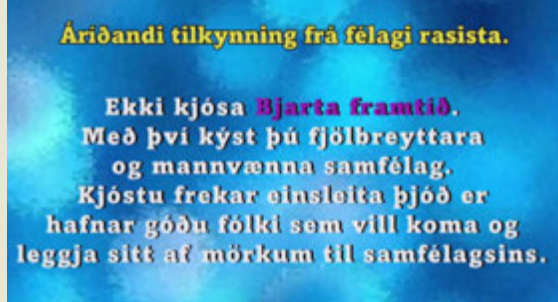 Áríðandi tilkynning frá félagi rasista.
Ekki kjósa Bjarta framtíð.
Með því kýst þú fjölbreyttara
og mannvænna samfélag.
Kjóstu frekar einsleita þjóð er
hafnar góðu fólki sem vill koma og
leggja sitt af mörkum til samfélagsins.